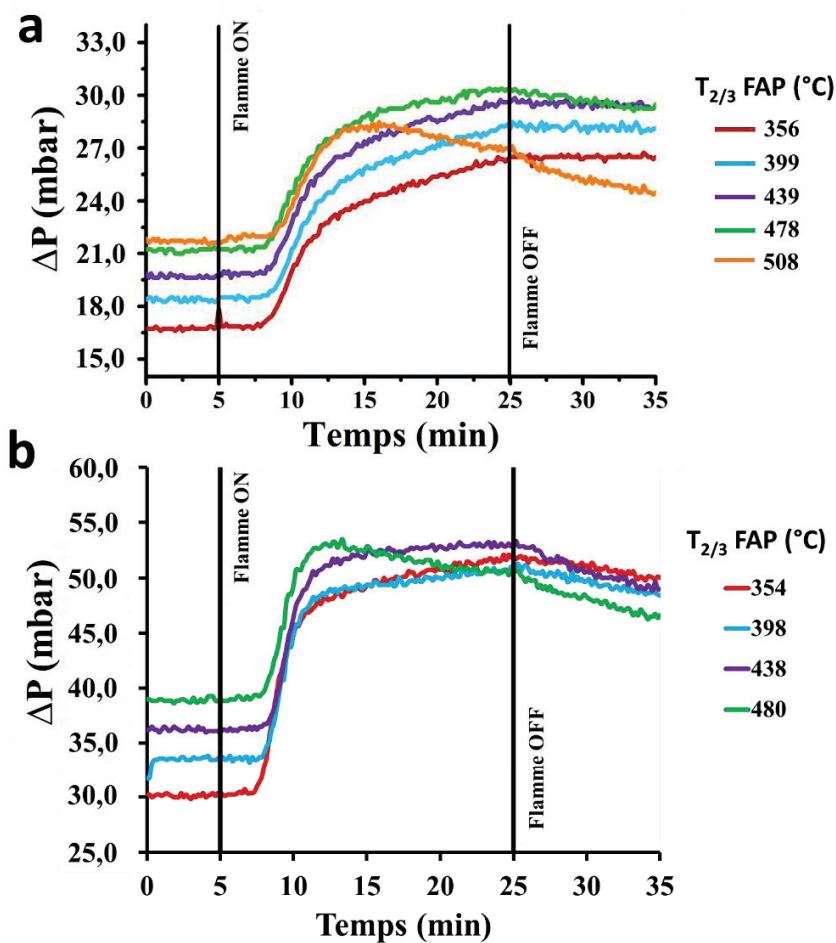 a
ΔP (mbar)
33,0
30,0
27,0
24,0
21,0
18,0
15,0
Flamme ON
Flamme OFF
0 5 10 15 20 25 30 35
Temps (min)
T2/3 FAP (°C)
356
399
439
478
508
b
ΔP (mbar)
60,0
55,0
50,0
45,0
40,0
35,0
30,0
25,0
Flamme ON
Flamme OFF
0 5 10 15 20 25 30 35
Temps (min)
T2/3 FAP (°C)
354
398
438
480